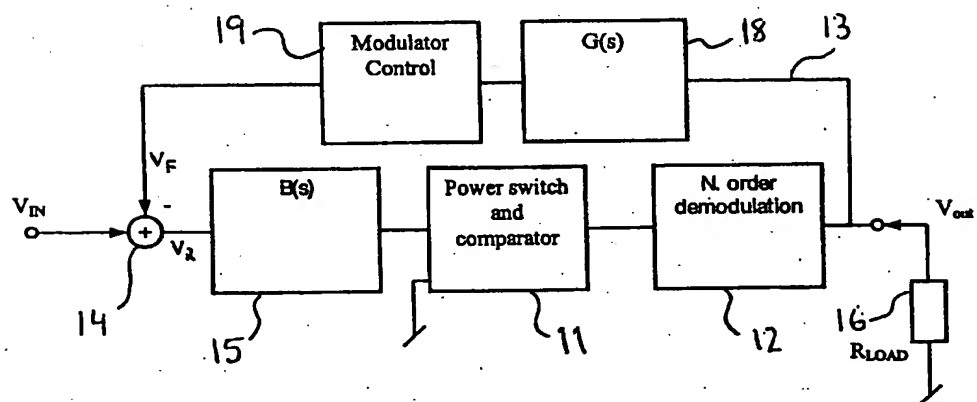 19
Modulator
Control
G(s)
18
13
V_F
-
V_IN
+
V_2
14
B(s)
15
Power switch
and
comparator
11
N. order
demodulation
12
V_out
16
R_LOAD